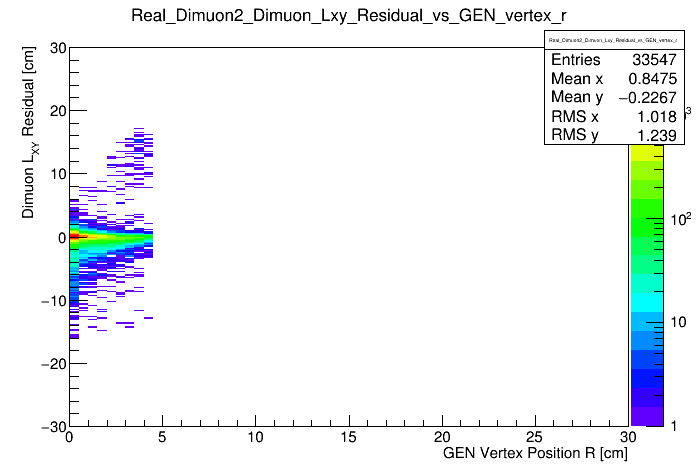 Real_Dimuon2_Dimuon_Lxy_Residual_vs_GEN_vertex_r
Real_Dimuon2_Dimuon_Lxy_Residual_vs_GEN_vertex_r
Entries 33547
Mean x 0.8475
Mean y −0.2267
RMS x 1.018
RMS y 1.239
Dimuon LXY Residual [cm]
30
20
10
0
−10
−20
−30
0 5 10 15 20 25 30
GEN Vertex Position R [cm]
3
10²
10
1